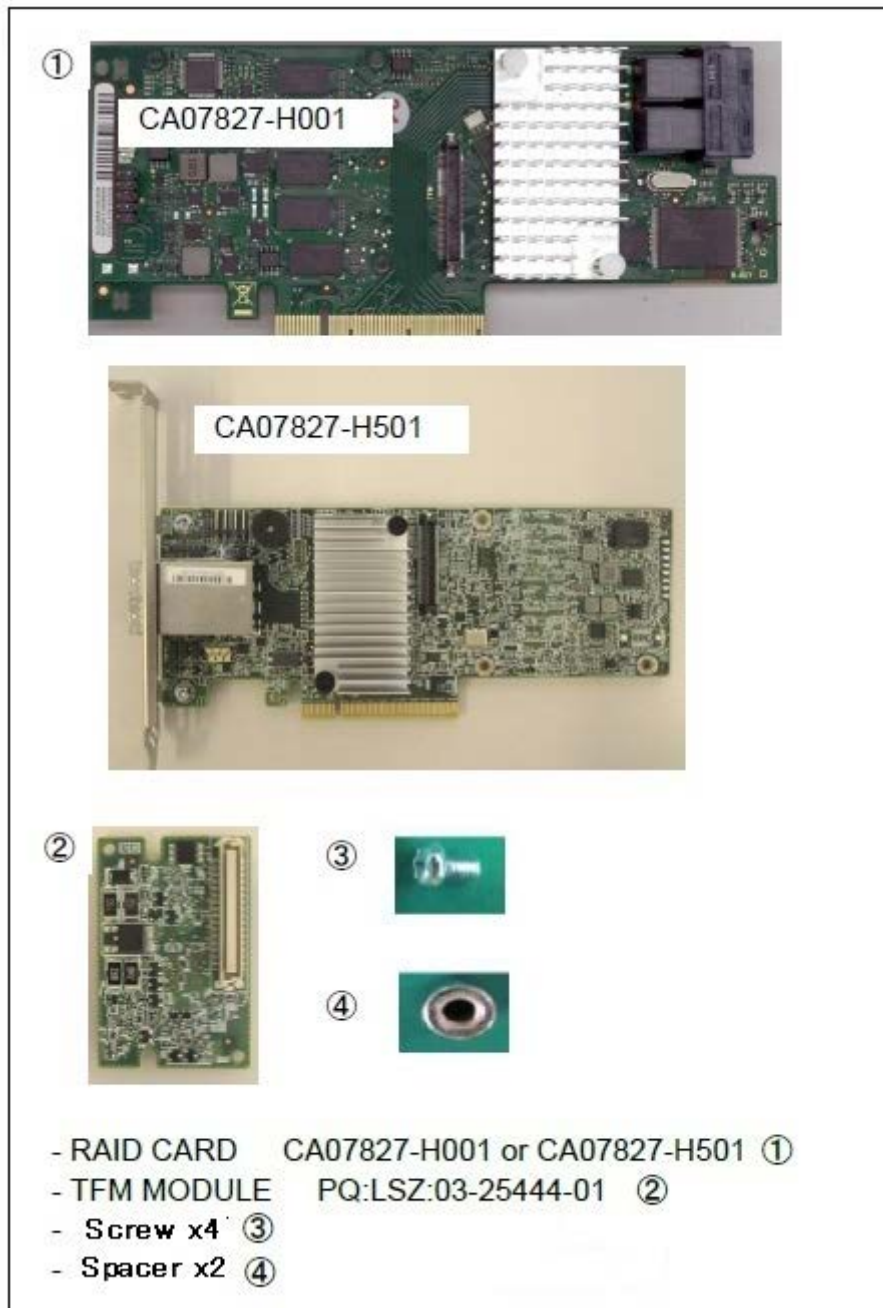 ①
CA07827-H001
CA07827-H501
②
③
④
- RAID CARD CA07827-H001 or CA07827-H501 ①
- TFM MODULE PQ:LSZ:03-25444-01 ②
- Screw x4 ③
- Spacer x2 ④